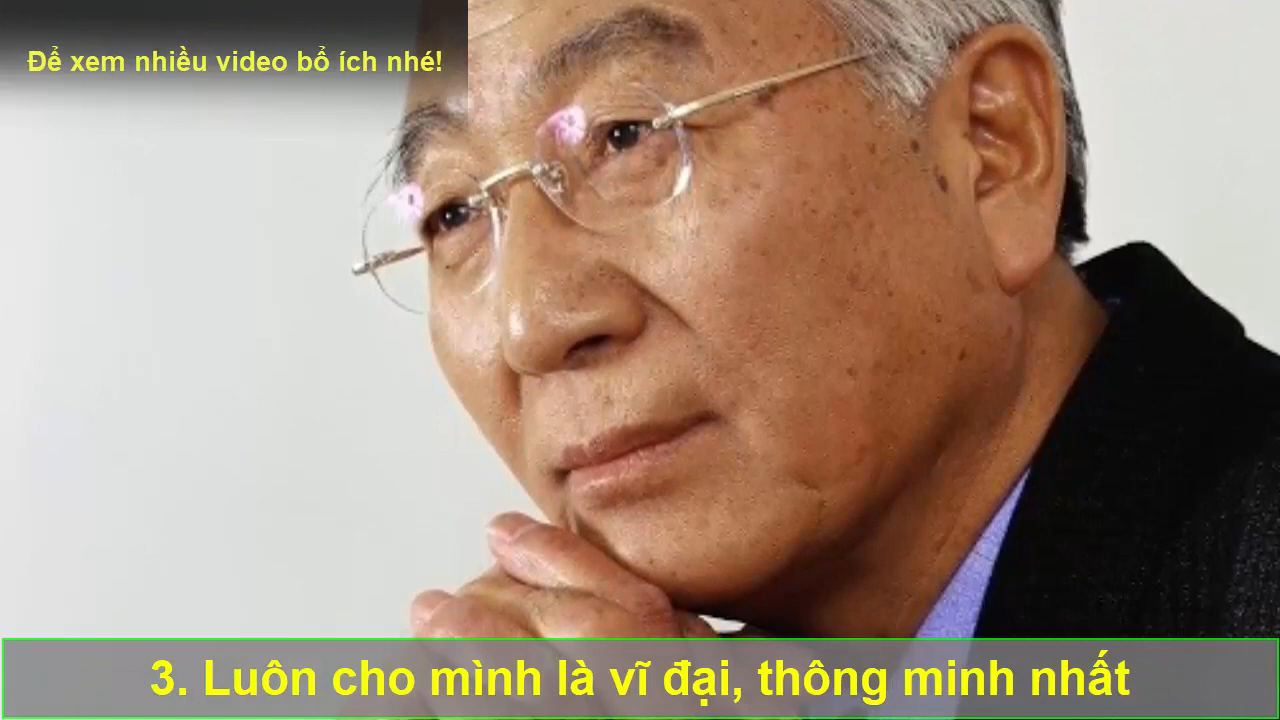 Để xem nhiều video bổ ích nhé!
3. Luôn cho mình là vĩ đại, thông minh nhất